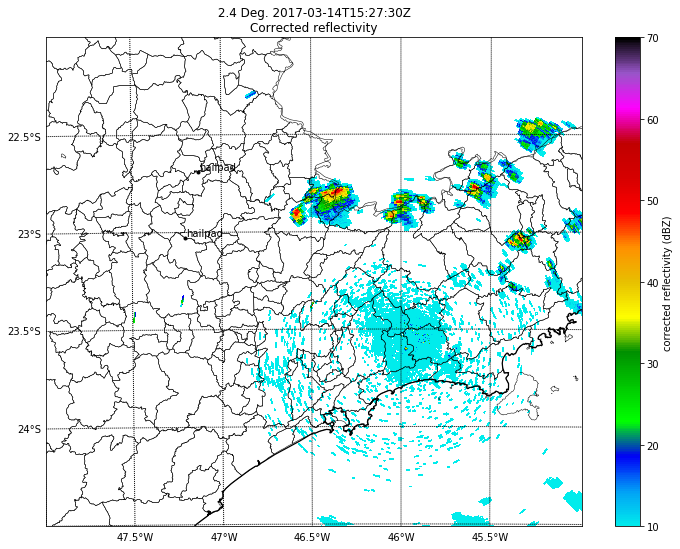 2.4 Deg. 2017-03-14T15:27:30Z
Corrected reflectivity
70
60
50
40
30
20
10
corrected reflectivity (dBZ)
22.5°S
23°S
23.5°S
24°S
hailpad
hailpad
47.5°W
47°W
46.5°W
46°W
45.5°W